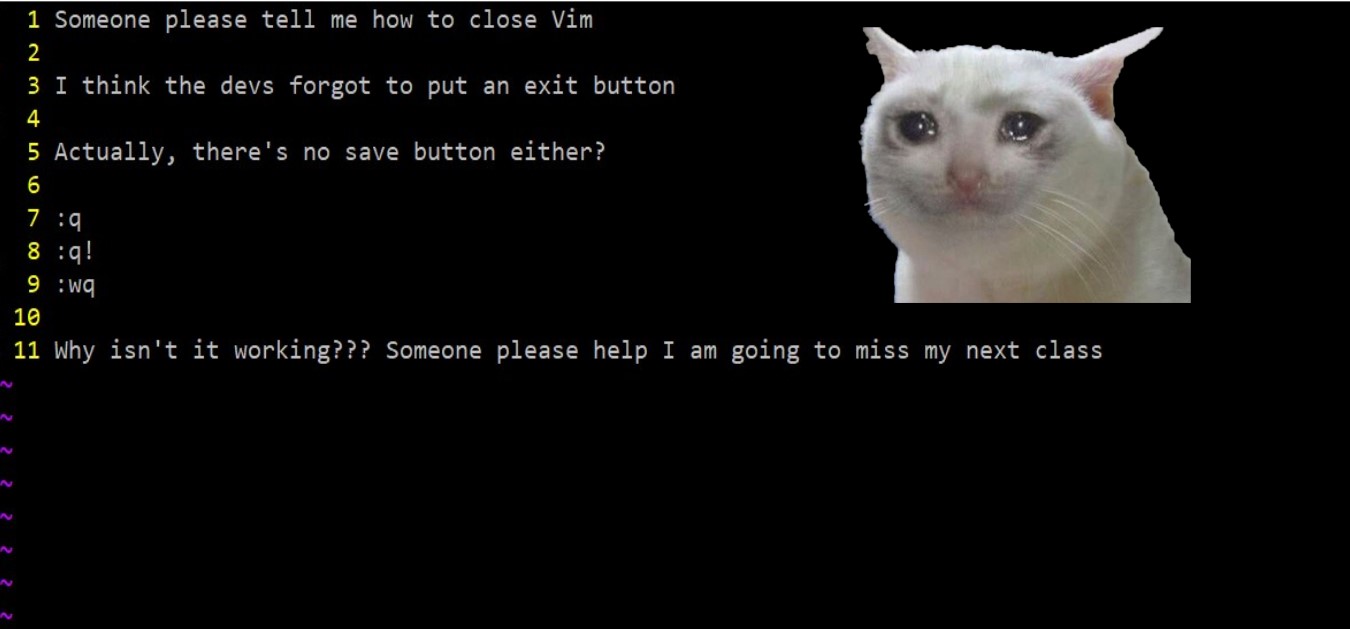 1 Someone please tell me how to close Vim
2
3 I think the devs forgot to put an exit button
4
5 Actually, there's no save button either?
6
7 :q
8 :q!
9 :wq
10
11 Why isn't it working??? Someone please help I am going to miss my next class
~
~
~
~
~
~
~
~